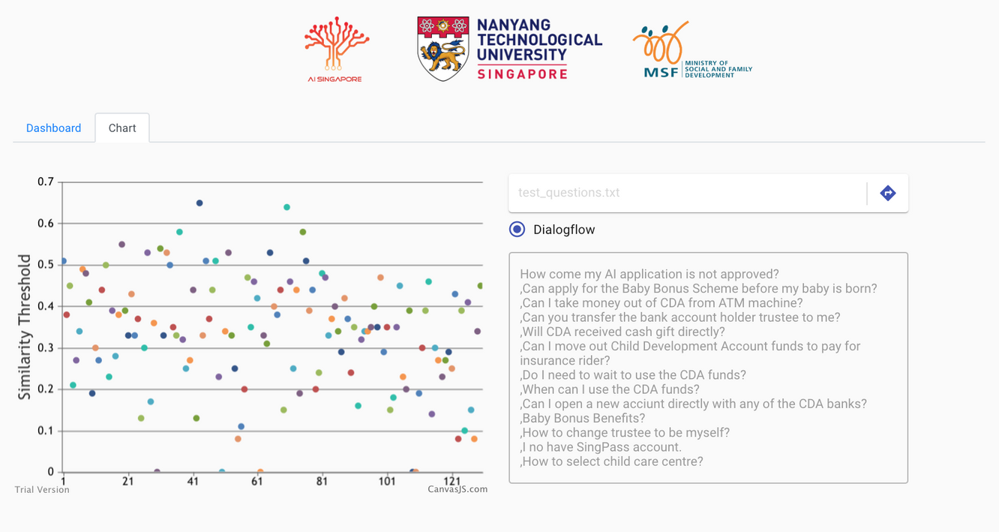 AI SINGAPORE
NANYANG
TECHNOLOGICAL
UNIVERSITY
SINGAPORE
MSF
MINISTRY OF
SOCIAL AND FAMILY
DEVELOPMENT
Dashboard
Chart
Similarity Threshold
0.7
0.6
0.5
0.4
0.3
0.2
0.1
0
1 21 41 61 81 101 121
Trial Version
CanvasJS.com
test_questions.txt
Dialogflow
How come my AI application is not approved?
,Can apply for the Baby Bonus Scheme before my baby is born?
,Can I take money out of CDA from ATM machine?
,Can you transfer the bank account holder trustee to me?
,Will CDA received cash gift directly?
,Can I move out Child Development Account funds to pay for
insurance rider?
,Do I need to wait to use the CDA funds?
,When can I use the CDA funds?
,Can I open a new acciunt directly with any of the CDA banks?
,Baby Bonus Benefits?
,How to change trustee to be myself?
,I no have SingPass account.
,How to select child care centre?